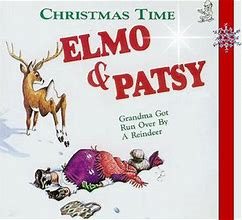 CHRISTMAS TIME
ELMO
& PATSY
Grandma Got
Run Over By
A Reindeer